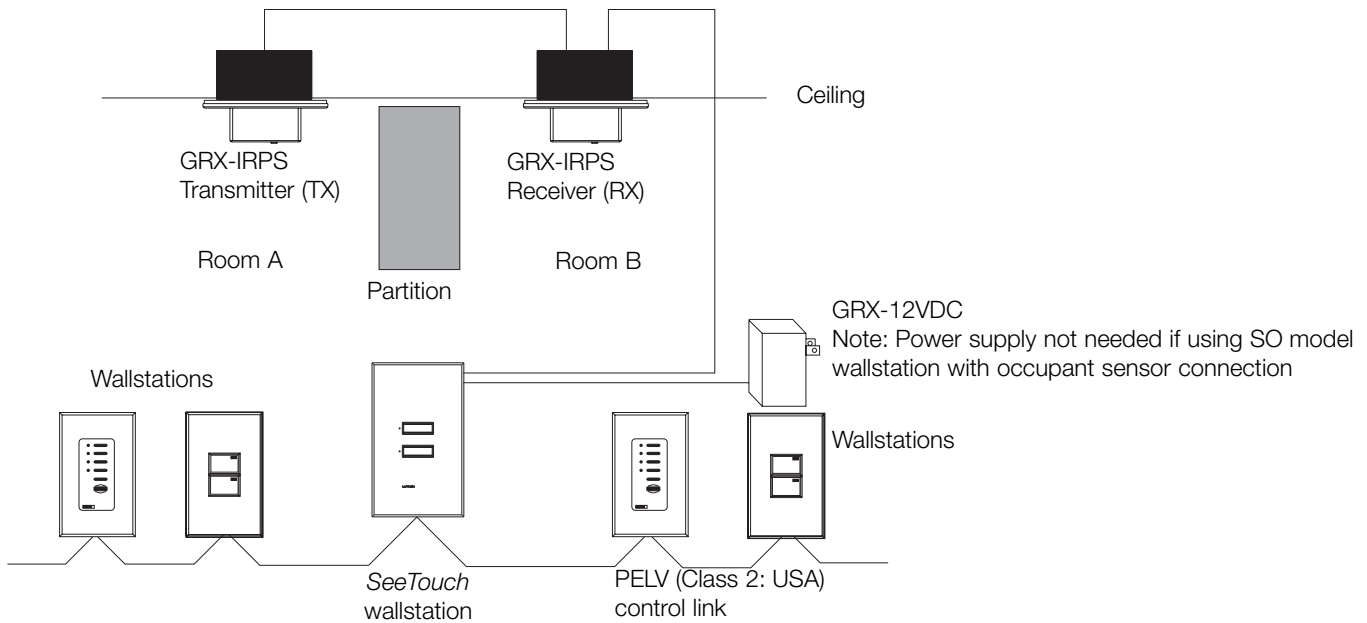 Ceiling
GRX-IRPS
Transmitter (TX)
GRX-IRPS
Receiver (RX)
Room A
Room B
Partition
GRX-12VDC
Note: Power supply not needed if using SO model
wallstation with occupant sensor connection
Wallstations
Wallstations
SeeTouch
wallstation
PELV (Class 2: USA)
control link